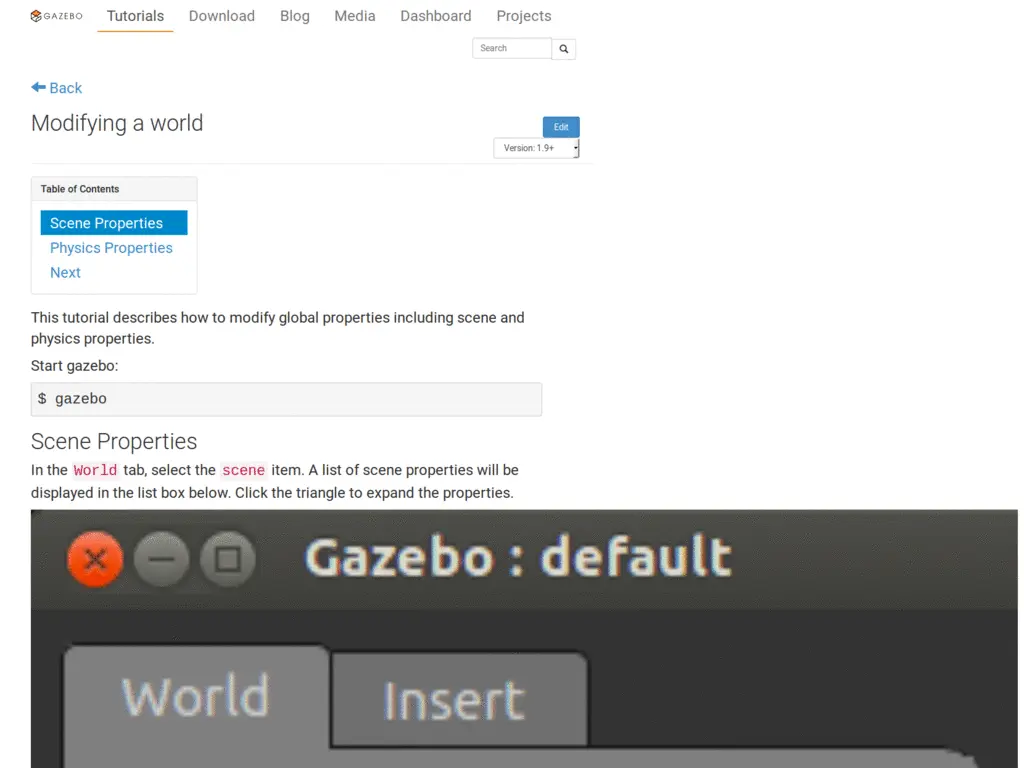 GAZEBO Tutorials Download Blog Media Dashboard Projects
Search
Back
Modifying a world
Edit
Version: 1.9+
Table of Contents
Scene Properties
Physics Properties
Next
This tutorial describes how to modify global properties including scene and
physics properties.
Start gazebo:
$ gazebo
Scene Properties
In the World tab, select the scene item. A list of scene properties will be
displayed in the list box below. Click the triangle to expand the properties.
Gazebo : default
World Insert